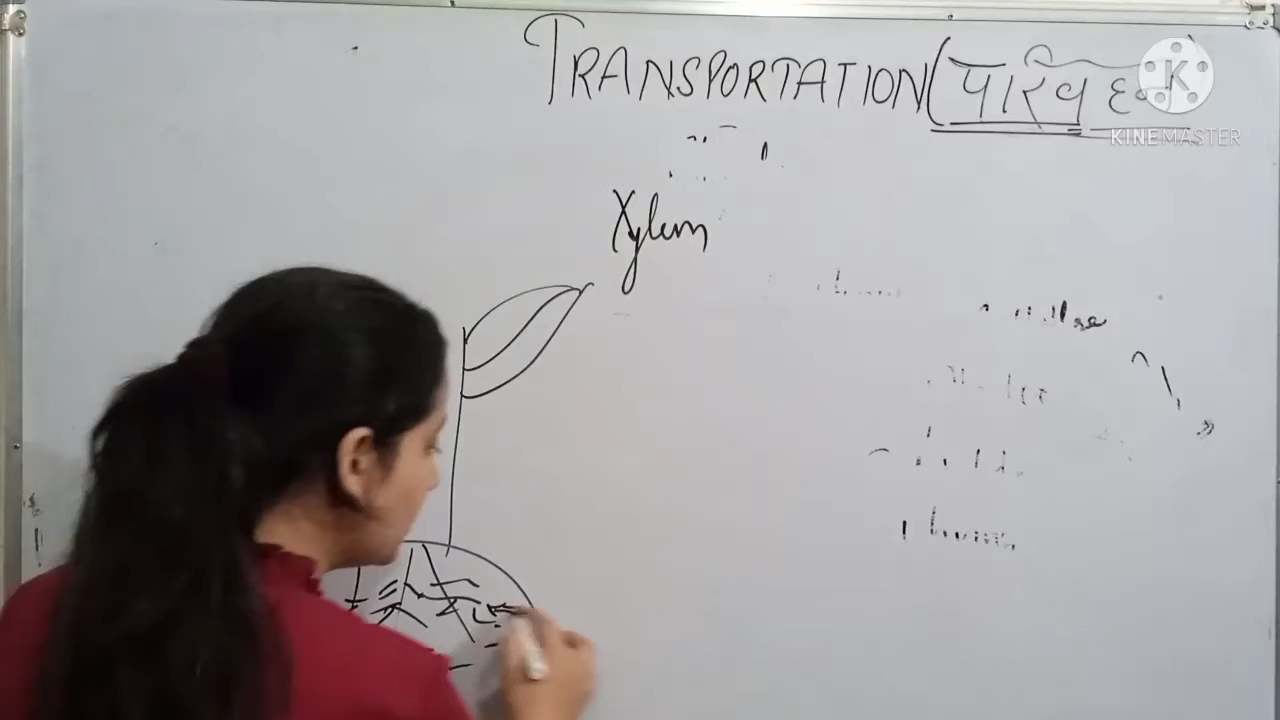 TRANSPORTATION (परिवहन)
KINEMASTER
Xylem